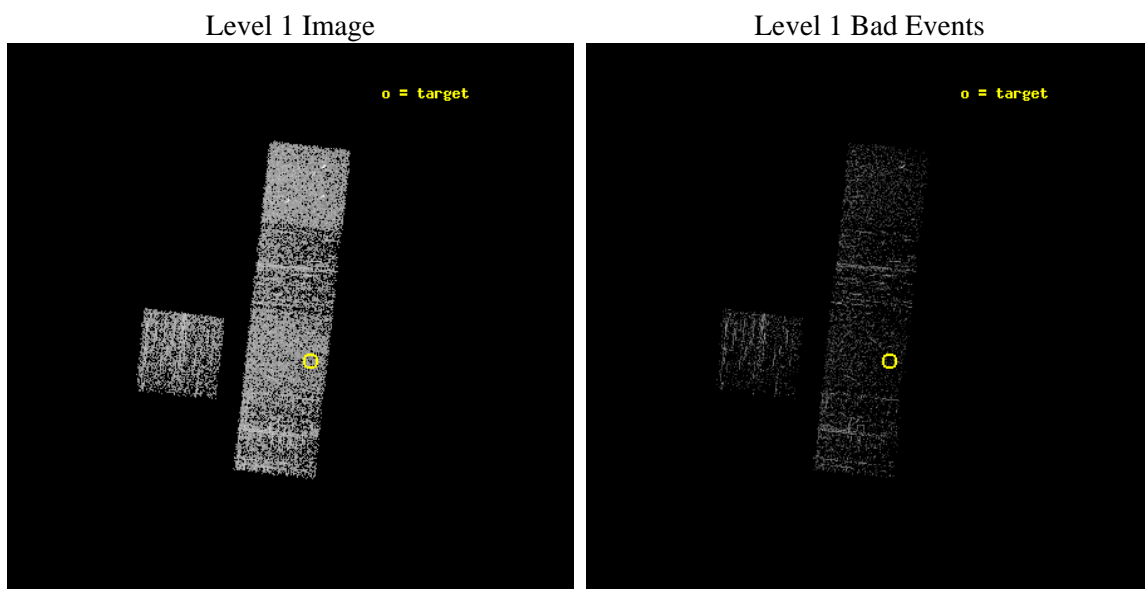 Level 1 Image
Level 1 Bad Events
o = target
o = target